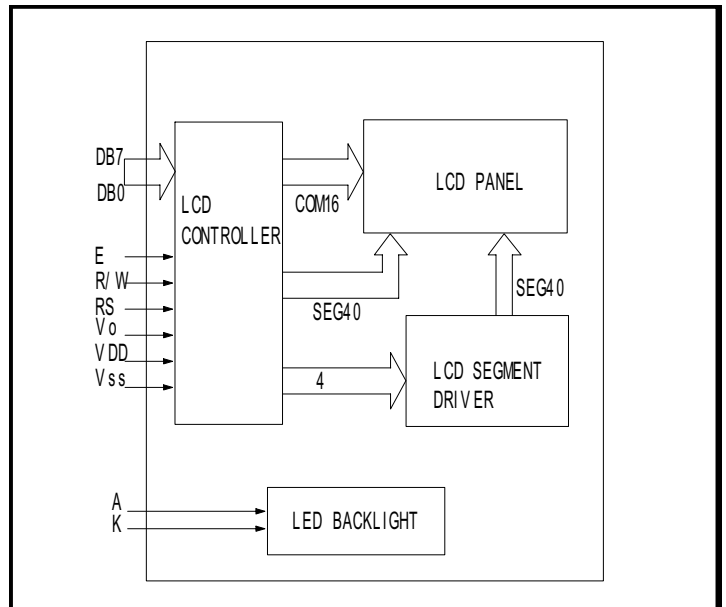 DB7
DB0
E
R/W
RS
Vo
VDD
Vss
LCD
CONTROLLER
COM16
SEG40
4
LCD PANEL
SEG40
LCD SEGMENT
DRIVER
A
K
LED BACKLIGHT